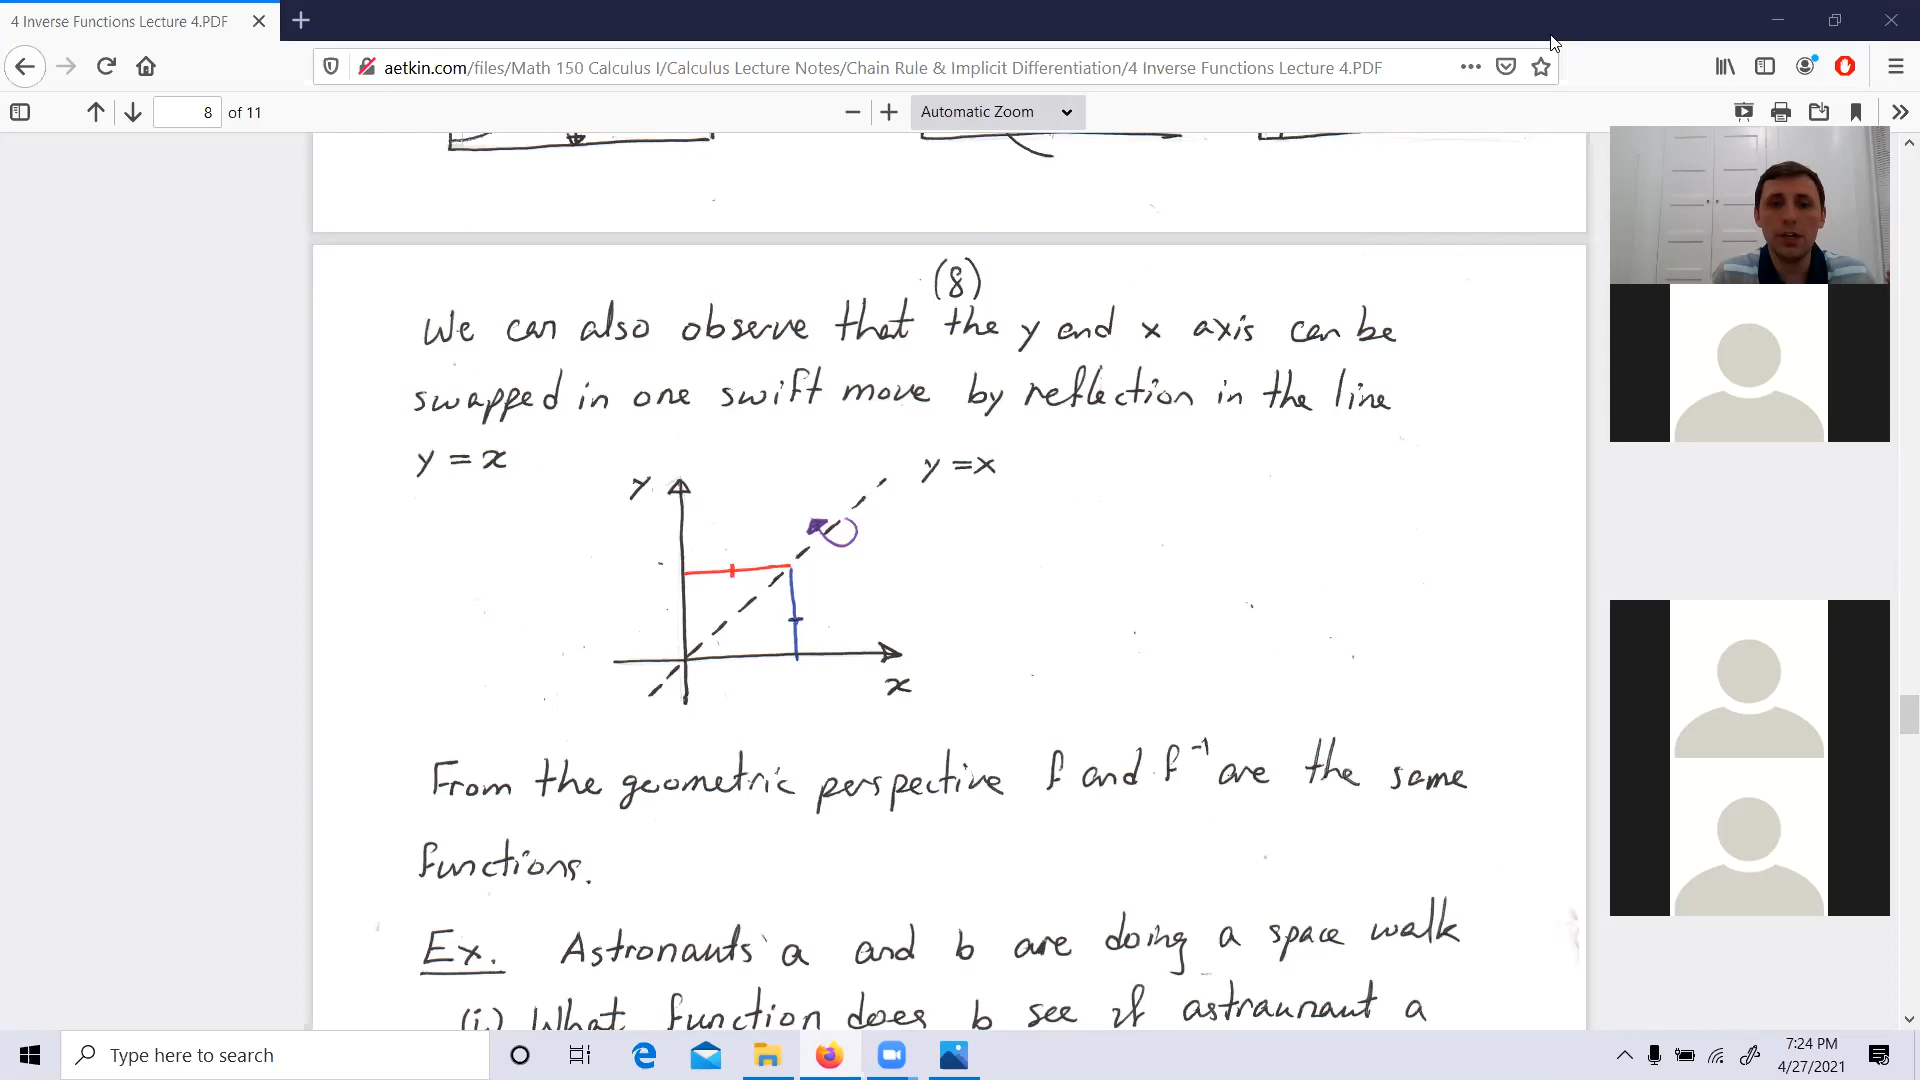 4 Inverse Functions Lecture 4.PDF
aetkin.com/files/Math 150 Calculus I/Calculus Lecture Notes/Chain Rule & Implicit Differentiation/4 Inverse Functions Lecture 4.PDF
8 of 11
Automatic Zoom
(8)
We can also observe that the y and x axis can be
swapped in one swift move by reflection in the line
y = x
y
y = x
x
From the geometric perspective f and f⁻¹ are the same
functions.
Ex. Astronauts a and b are doing a space walk
(i) What function does b see if astraunant a
Type here to search
7:24 PM
4/27/2021